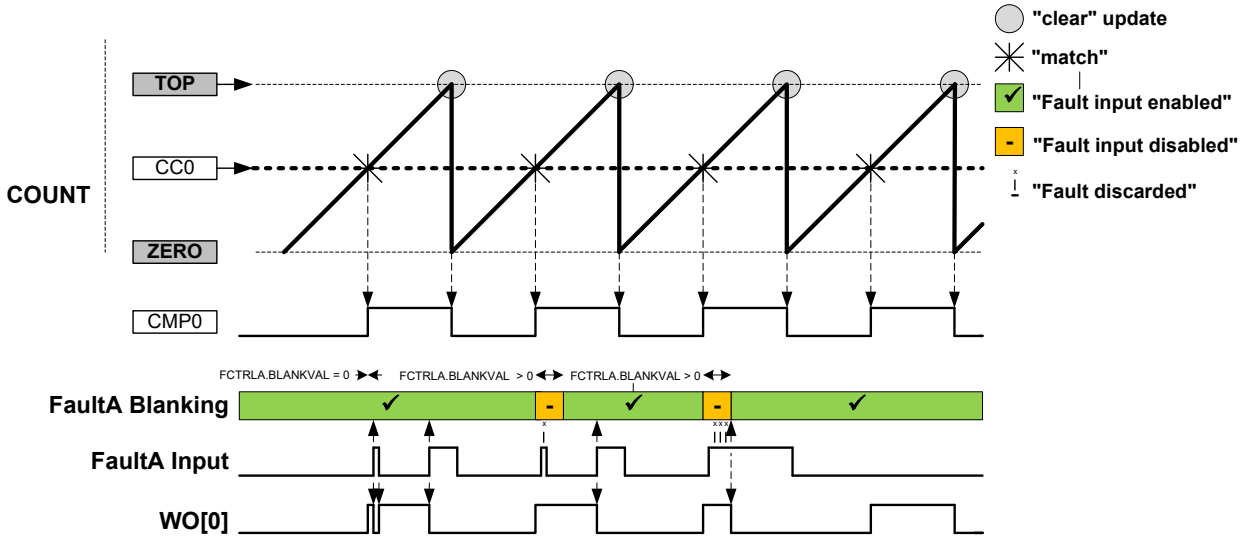 "clear" update
"match"
TOP
"Fault input enabled"
"Fault input disabled"
CC0
COUNT
"Fault discarded"
ZERO
CMP0
FCTRLA.BLANKVAL = 0 FCTRLA.BLANKVAL > 0 FCTRLA.BLANKVAL > 0
FaultA Blanking
x xxx
FaultA Input
WO[0]